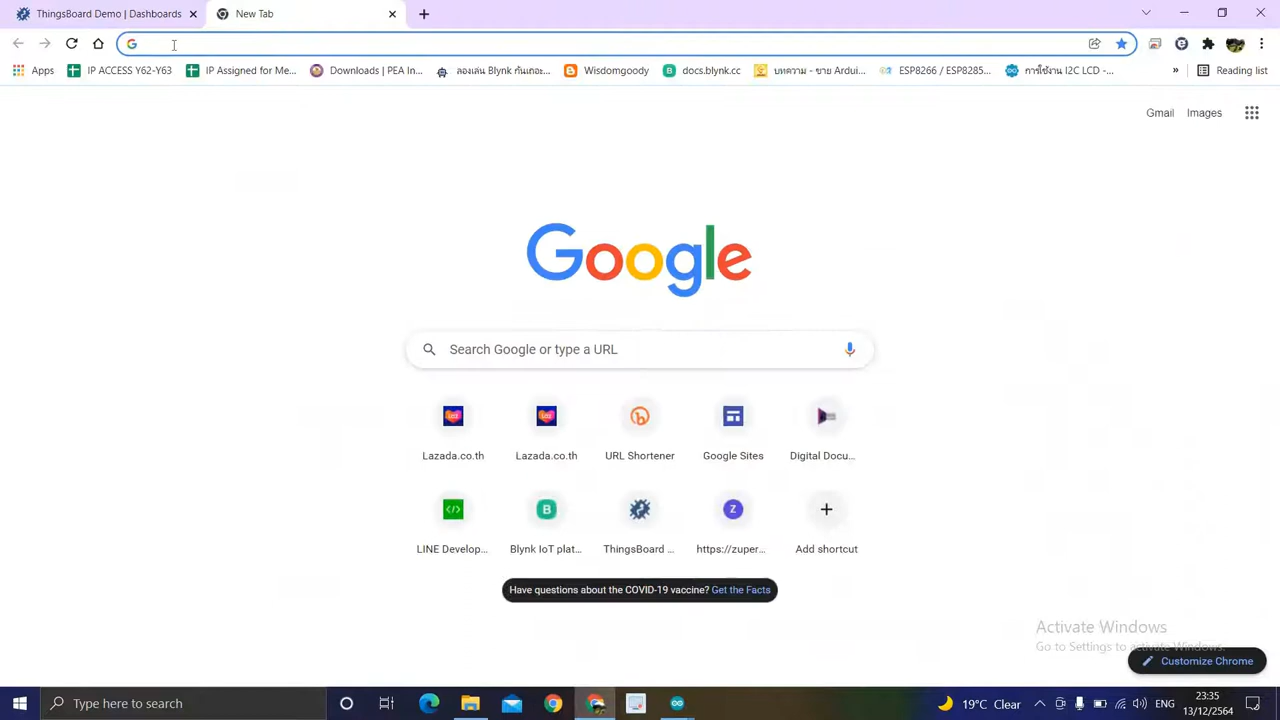 ThingsBoard Demo | Dashboards
New Tab
Apps
IP ACCESS Y62-Y63
IP Assigned for Me...
Downloads | PEA In...
ลองเล่น Blynk กันเถอะ...
Wisdomgoody
docs.blynk.cc
บทความ - ขาย Ardui...
ESP8266 / ESP8285...
การใช้งาน I2C LCD -...
»
Reading list
Gmail
Images
Google
Search Google or type a URL
Lazada.co.th
Lazada.co.th
URL Shortener
Google Sites
Digital Docu...
LINE Develop...
Blynk IoT plat...
ThingsBoard ...
https://zuper...
Add shortcut
Have questions about the COVID-19 vaccine? Get the Facts
Activate Windows
Go to Settings to activate Windows.
Customize Chrome
Type here to search
19°C Clear
ENG
23:35
13/12/2564